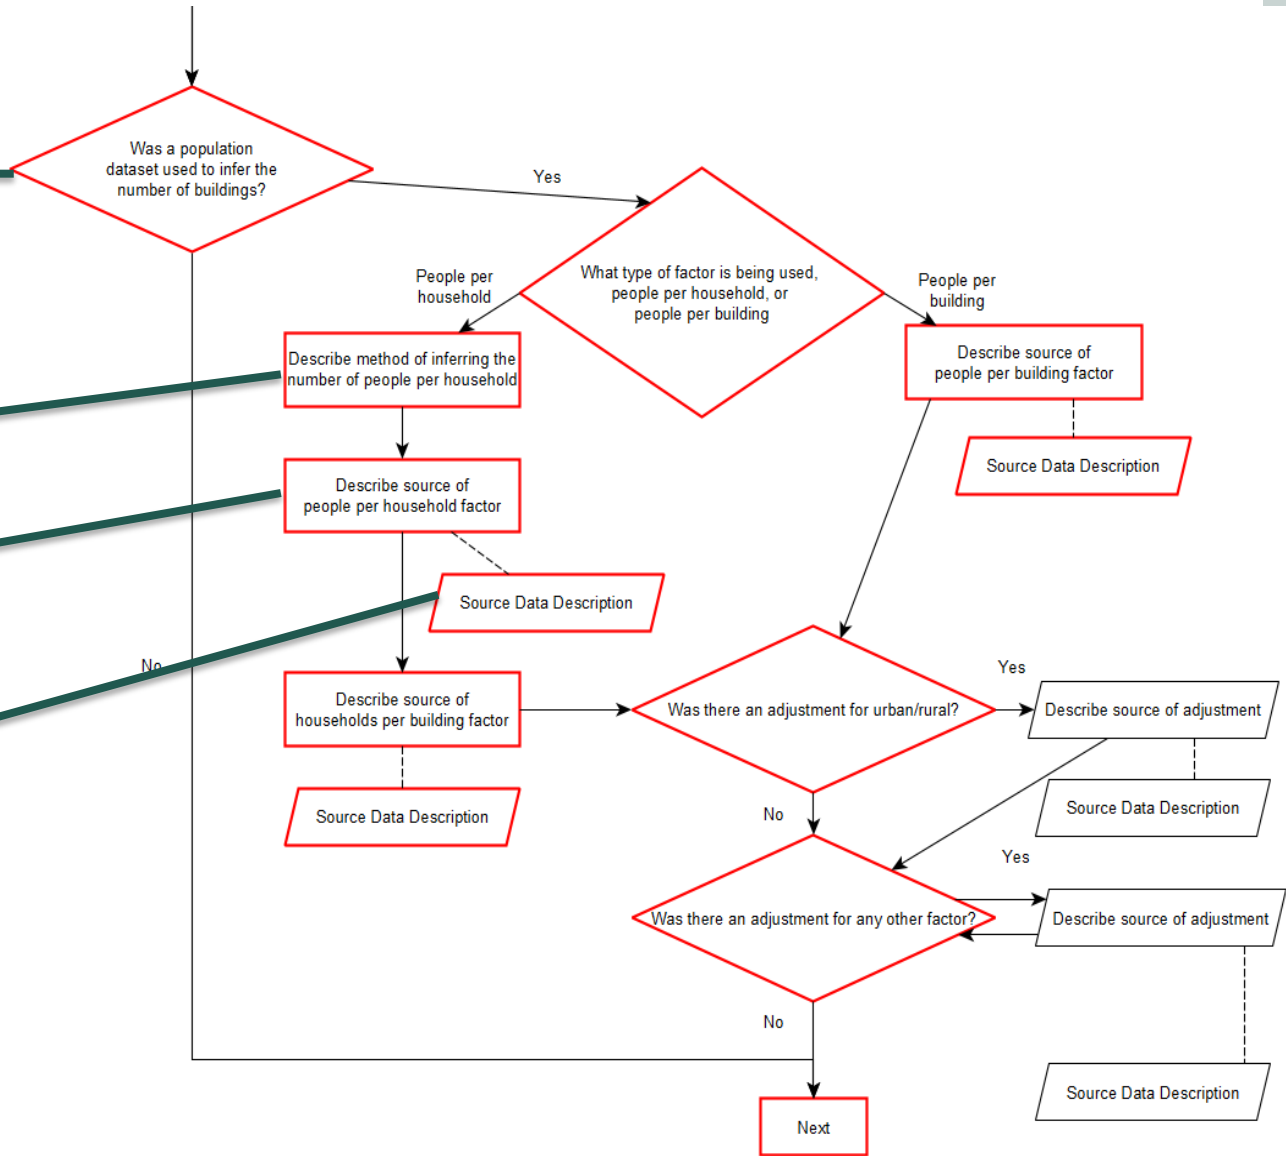 Was a population
dataset used to infer the
number of buildings?
Yes
What type of factor is being used,
people per household, or
people per building
People per
household
People per
building
Describe method of inferring the
number of people per household
Describe source of
people per building factor
Source Data Description
Describe source of
people per household factor
Source Data Description
No
Describe source of
households per building factor
Was there an adjustment for urban/rural?
Yes
Describe source of adjustment
Source Data Description
Source Data Description
No
Yes
Was there an adjustment for any other factor?
Describe source of adjustment
No
Source Data Description
Next